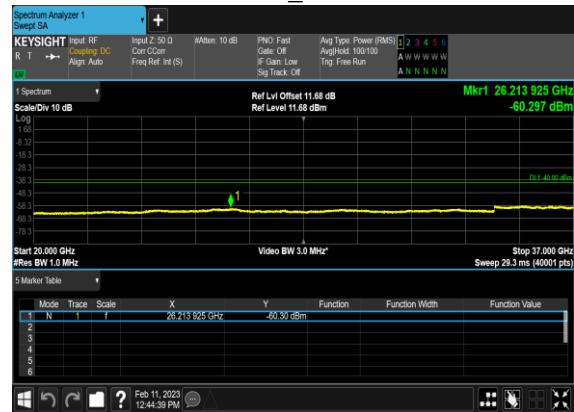 Spectrum Analyzer 1
Swept SA
KEYSIGHT Input: RF Input Z: 50 Ω #Atten: 10 dB PNO: Fast Avg Type: Power (RMS) 1 2 3 4 5 6
R T Coupling: DC Corr CCorr Gate: Off Avg|Hold: 100/100 A W W W W W
Align: Auto Freq Ref: Int (S) IF Gain: Low Trig: Free Run
Sig Track: Off A N N N N N
1 Spectrum Ref Lvl Offset 11.68 dB Mkr1 26.213 925 GHz
Scale/Div 10 dB Ref Level 11.68 dBm -60.297 dBm
Log
1.68
-8.32
-18.3
-28.3
-38.3 DL1 -40.00 dBm
-48.3 1
-58.3
-68.3
-78.3
Start 20.000 GHz Video BW 3.0 MHz* Stop 37.000 GHz
#Res BW 1.0 MHz Sweep 29.3 ms (40001 pts)
5 Marker Table
Mode Trace Scale X Y Function Function Width Function Value
1 N 1 f 26.213 925 GHz -60.30 dBm
2
3
4
5
6
? Feb 11, 2023
12:44:39 PM